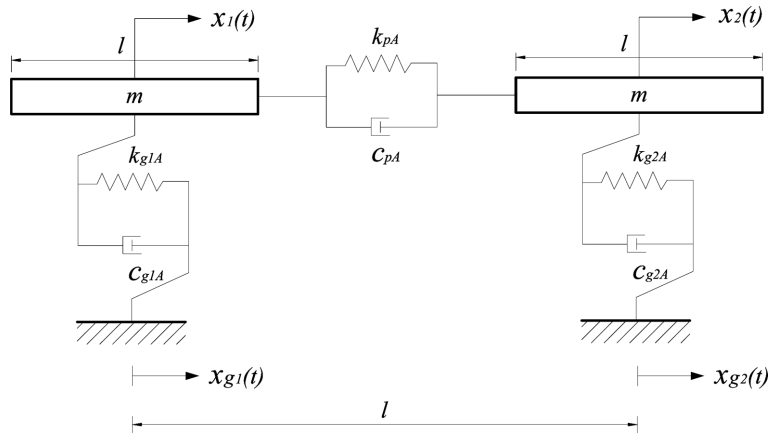 x1(t)
x2(t)
l
kpA
l
m
m
cpA
kg1A
kg2A
cg1A
cg2A
xg1(t)
xg2(t)
l